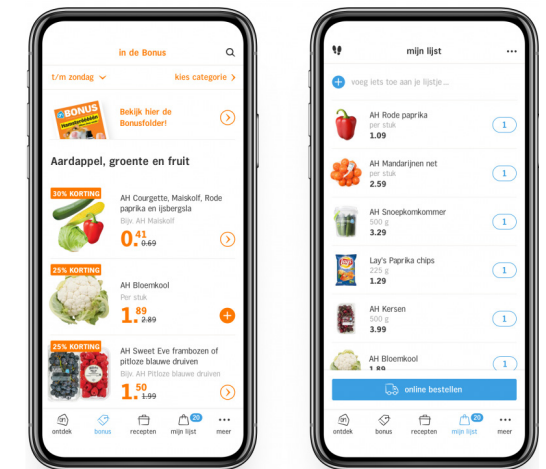 in de Bonus
t/m zondag
kies categorie
BONUS
Bekijk hier de
Bonusfolder!
Aardappel, groente en fruit
30% KORTING
AH Courgette, Maiskolf, Rode
paprika en ijsbergsla
Bijv. AH Maiskolf
0.41 0.69
25% KORTING
AH Bloemkool
Per stuk
1.89 2.89
25% KORTING
AH Sweet Eve frambozen of
pitloze blauwe druiven
Bijv. AH Pitloze blauwe druiven
1.50 1.99
20
ontdek
bonus
recepten
mijn lijst
meer
mijn lijst
voeg iets toe aan je lijstje...
AH Rode paprika
per stuk
1.09
1
AH Mandarijnen net
per stuk
2.59
1
AH Snoepkomkommer
500 g
3.29
1
Lay's Paprika chips
225 g
1.29
1
AH Kersen
500 g
3.99
1
AH Bloemkool
1.89
1
online bestellen
20
ontdek
bonus
recepten
mijn lijst
meer